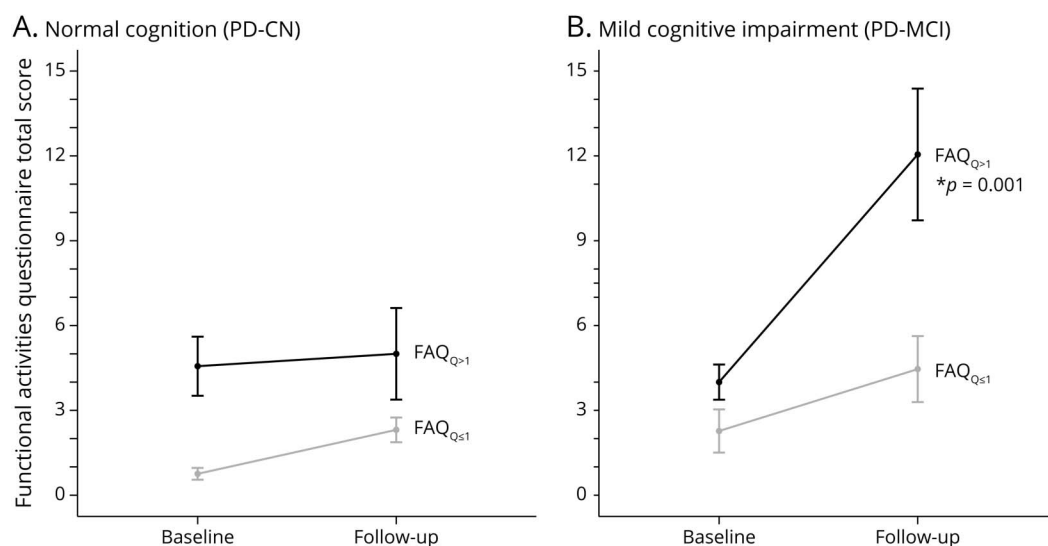 A. Normal cognition (PD-CN)
Functional activities questionnaire total score
15
12
9
6
3
0
FAQQ>1
FAQQ≤1
Baseline Follow-up
B. Mild cognitive impairment (PD-MCI)
15
12
9
6
3
0
FAQQ>1
*p = 0.001
FAQQ≤1
Baseline Follow-up